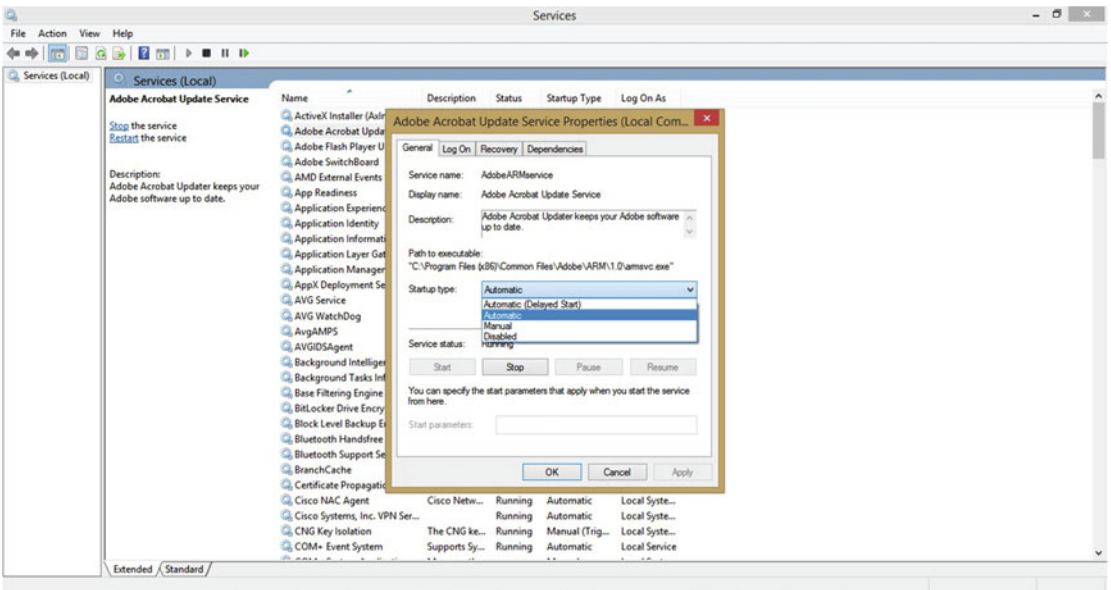 Services
File Action View Help
Services (Local)
Services (Local)
Adobe Acrobat Update Service
Stop the service
Restart the service
Description:
Adobe Acrobat Updater keeps your
Adobe software up to date.
Name Description Status Startup Type Log On As
ActiveX Installer (AxIr
Adobe Acrobat Upda
Adobe Flash Player U
Adobe SwitchBoard
AMD External Events
App Readiness
Application Experienc
Application Identity
Application Informati
Application Layer Gat
Application Manager
AppX Deployment Se
AVG Service
AVG WatchDog
AvgAMPS
AVGIDSAgent
Background Intelliger
Background Tasks Inf
Base Filtering Engine
BitLocker Drive Encry
Block Level Backup E
Bluetooth Handsfree
Bluetooth Support Se
BranchCache
Certificate Propagatic
Cisco NAC Agent Cisco Netw... Running Automatic Local Syste...
Cisco Systems, Inc. VPN Ser... Running Automatic Local Syste...
CNG Key Isolation The CNG ke... Running Manual (Trig... Local Syste...
COM+ Event System Supports Sy... Running Automatic Local Service
Adobe Acrobat Update Service Properties (Local Com...
General Log On Recovery Dependencies
Service name: AdobeARMservice
Display name: Adobe Acrobat Update Service
Description: Adobe Acrobat Updater keeps your Adobe software
up to date.
Path to executable:
"C:\Program Files (x86)\Common Files\Adobe\ARM\1.0\armsvc.exe"
Startup type: Automatic
Automatic (Delayed Start)
Automatic
Manual
Disabled
Service status: Running
Start Stop Pause Resume
You can specify the start parameters that apply when you start the service
from here.
Start parameters:
OK Cancel Apply
Extended Standard